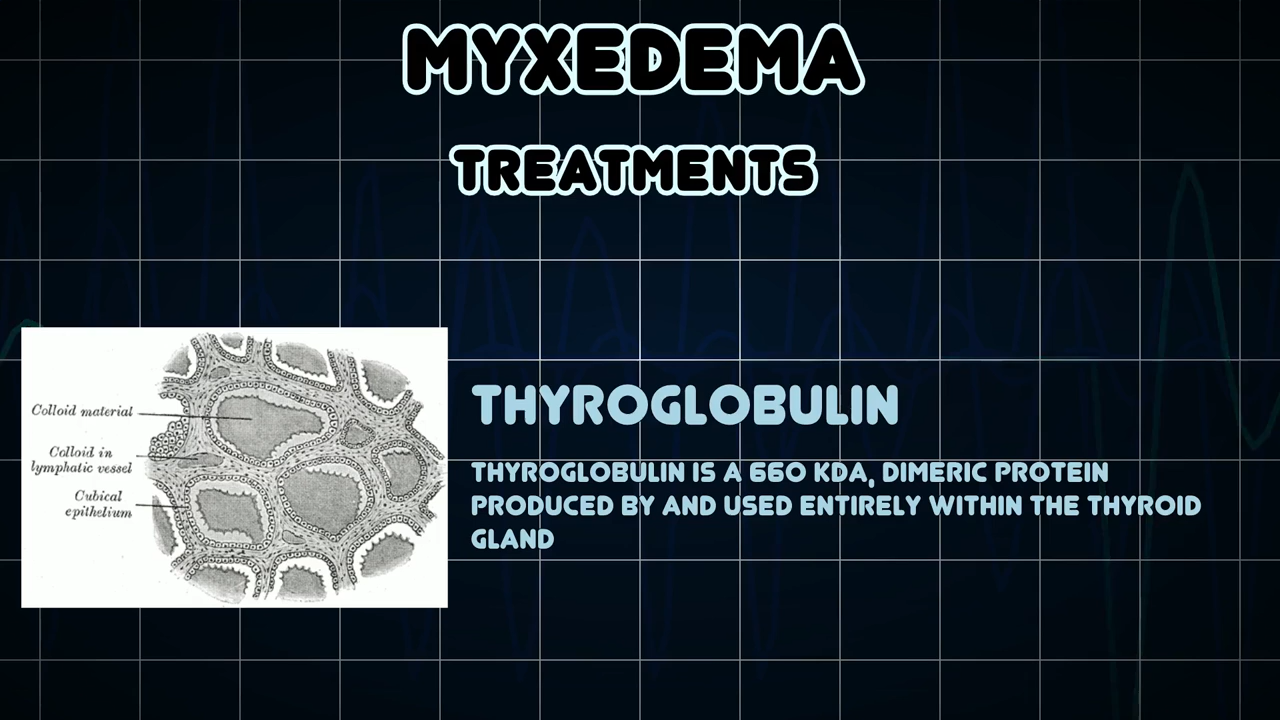 MYXEDEMA
TREATMENTS
Colloid material
Colloid in
lymphatic vessel
Cubical
epithelium
THYROGLOBULIN
THYROGLOBULIN IS A 660 KDA, DIMERIC PROTEIN
PRODUCED BY AND USED ENTIRELY WITHIN THE THYROID
GLAND